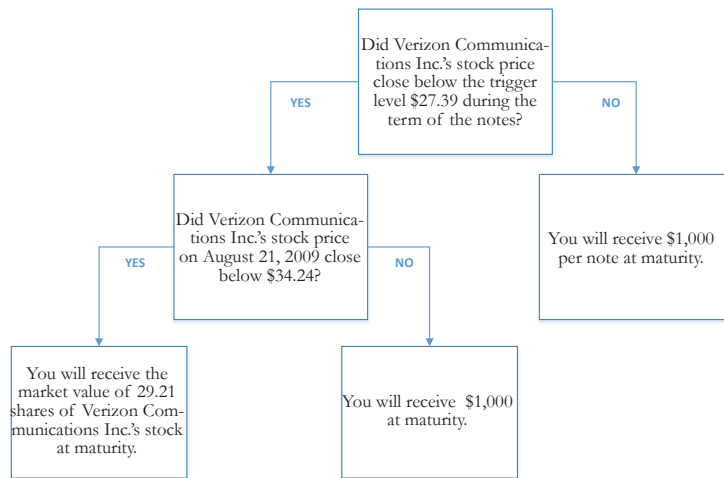 Did Verizon Communica-
tions Inc.'s stock price
close below the trigger
level $27.39 during the
term of the notes?
YES
NO
Did Verizon Communica-
tions Inc.'s stock price
on August 21, 2009 close
below $34.24?
You will receive $1,000
per note at maturity.
YES
NO
You will receive the
market value of 29.21
shares of Verizon Com-
munications Inc.'s stock
at maturity.
You will receive $1,000
at maturity.